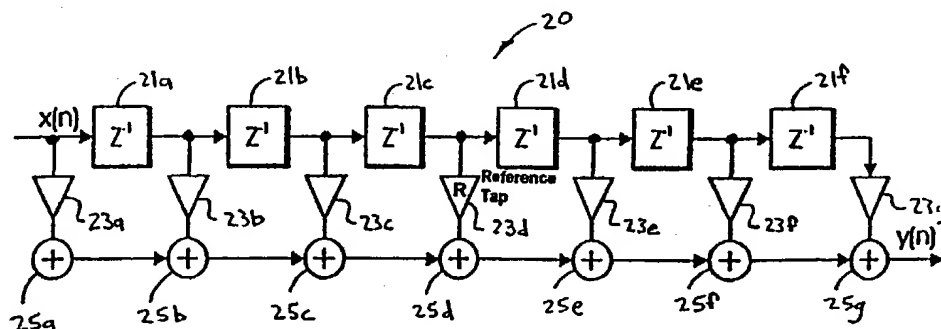 20
21a 21b 21c 21d 21e 21f
x(n) Z⁻¹ Z⁻¹ Z⁻¹ Z⁻¹ Z⁻¹ Z⁻¹
R Reference Tap
23a 23b 23c 23d 23e 23f
y(n)
+ + + + + + +
25a 25b 25c 25d 25e 25f 25g